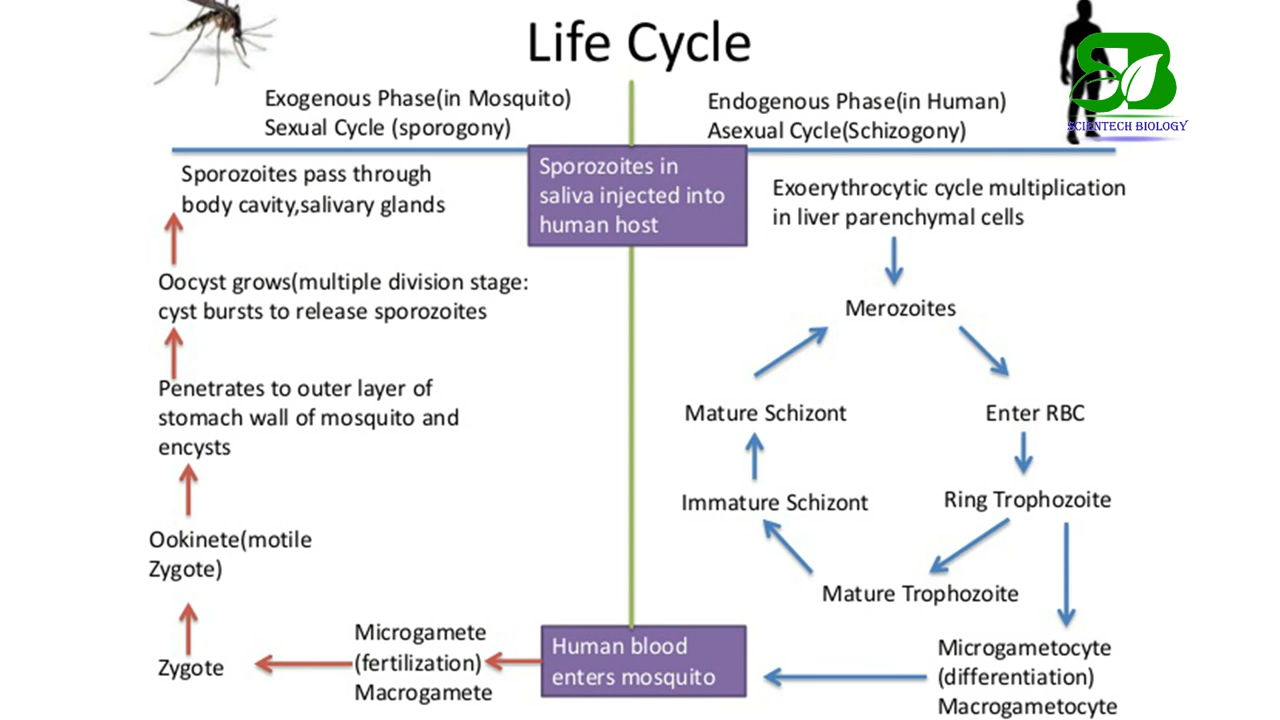 Life Cycle
SCIENTECH BIOLOGY
Exogenous Phase(in Mosquito)
Sexual Cycle (sporogony)
Endogenous Phase(in Human)
Asexual Cycle(Schizogony)
Sporozoites in
saliva injected into
human host
Sporozoites pass through
body cavity,salivary glands
Oocyst grows(multiple division stage:
cyst bursts to release sporozoites
Penetrates to outer layer of
stomach wall of mosquito and
encysts
Ookinete(motile
Zygote)
Zygote
Microgamete
(fertilization)
Macrogamete
Human blood
enters mosquito
Exoerythrocytic cycle multiplication
in liver parenchymal cells
Merozoites
Mature Schizont
Enter RBC
Immature Schizont
Ring Trophozoite
Mature Trophozoite
Microgametocyte
(differentiation)
Macrogametocyte